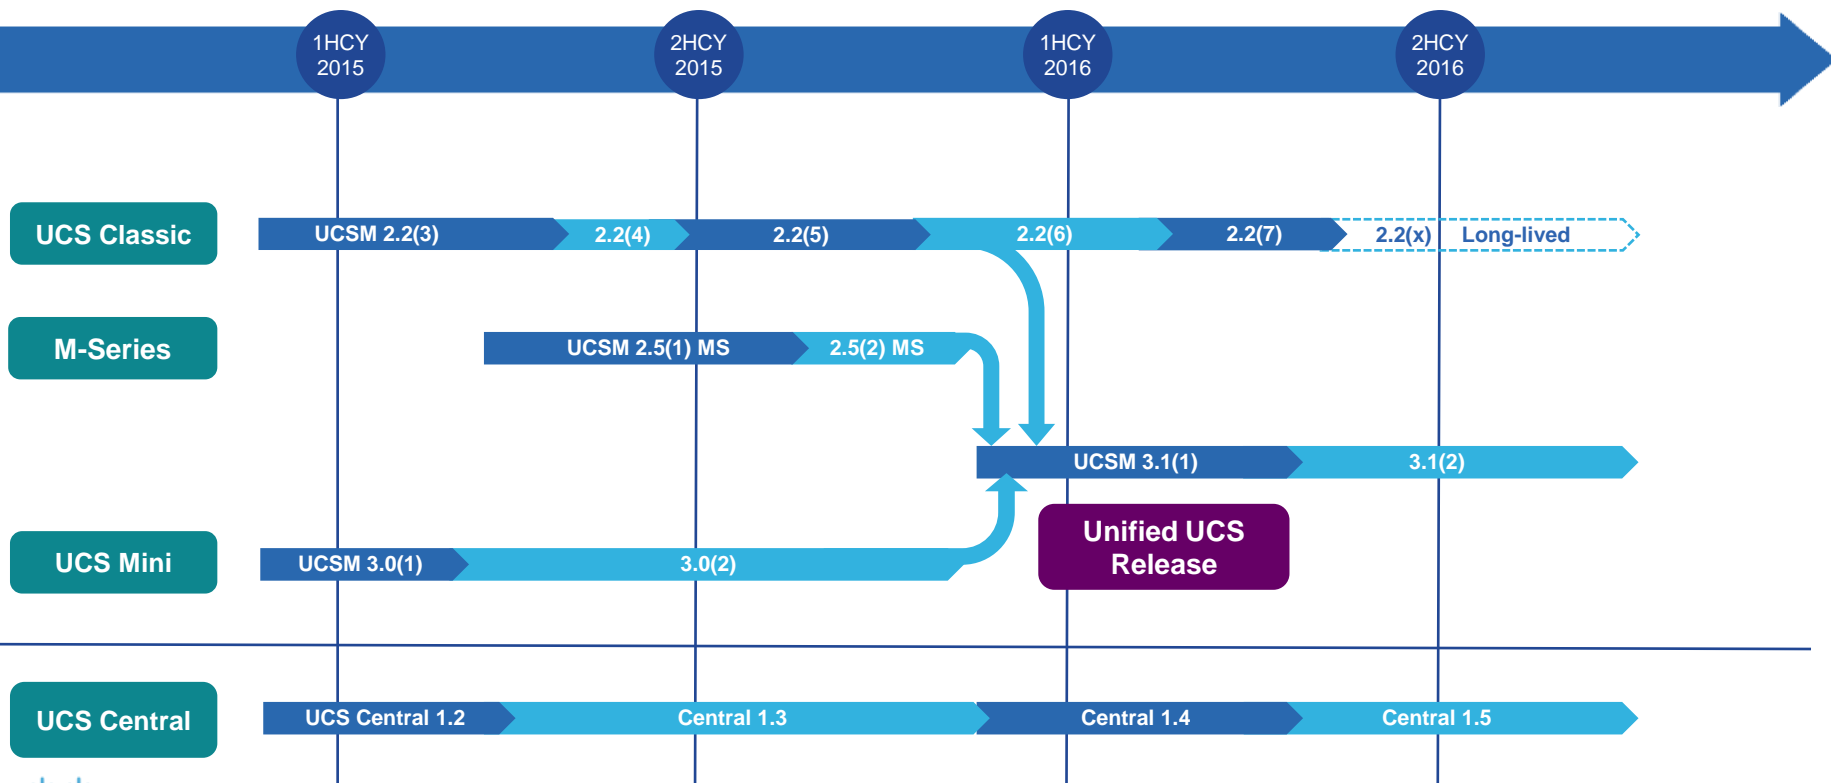 1HCY
2015
2HCY
2015
1HCY
2016
2HCY
2016
UCS Classic
UCSM 2.2(3)
2.2(4)
2.2(5)
2.2(6)
2.2(7)
2.2(x)
Long-lived
M-Series
UCSM 2.5(1) MS
2.5(2) MS
UCSM 3.1(1)
3.1(2)
Unified UCS
Release
UCS Mini
UCSM 3.0(1)
3.0(2)
UCS Central
UCS Central 1.2
Central 1.3
Central 1.4
Central 1.5